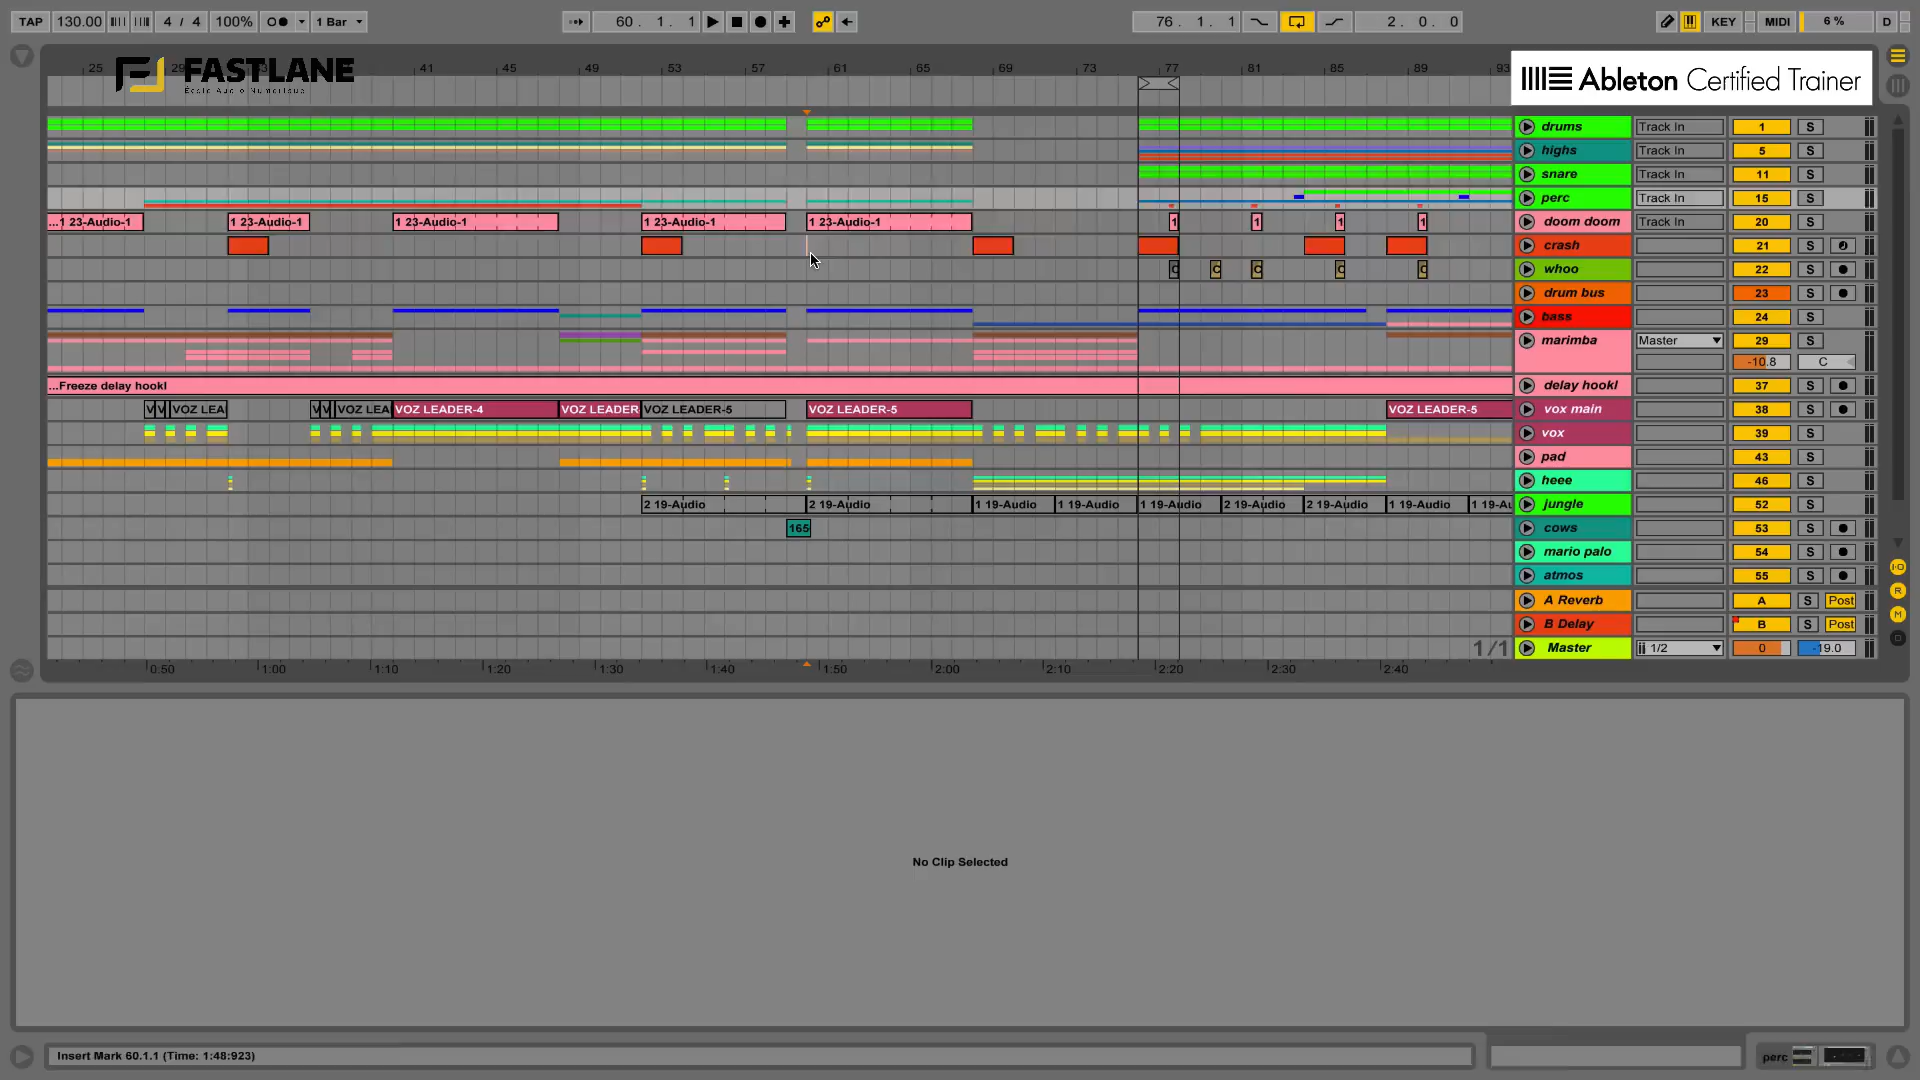 TAP 130.00 4 / 4 100% 1 Bar 60. 1. 1 76. 1. 1 2. 0. 0 KEY MIDI 6 % D
25 29 41 45 49 53 57 61 65 69 73 77 81 85 89 93
FASTLANE
École Audio Numérique
Ableton Certified Trainer
drums Track In 1 S
highs Track In 5 S
snare Track In 11 S
perc Track In 15 S
...1 23-Audio-1 1 23-Audio-1 1 23-Audio-1 1 23-Audio-1 1 23-Audio-1 1 1 1 1 doom doom Track In 20 S
crash 21 S
C C C C C whoo 22 S
drum bus 23 S
bass 24 S
marimba Master 29 S
-10.8 C
...Freeze delay hookl delay hookl 37 S
V V VOZ LEA V V VOZ LEA VOZ LEADER-4 VOZ LEADER VOZ LEADER-5 VOZ LEADER-5 VOZ LEADER-5 vox main 38 S
vox 39 S
pad 43 S
heee 46 S
2 19-Audio 2 19-Audio 1 19-Audio 1 19-Audio 1 19-Audio 2 19-Audio 2 19-Audio 1 19-Audio 1 19-Au jungle 52 S
165 cows 53 S
mario palo 54 S
atmos 55 S
A Reverb A S Post
B Delay B S Post
1/1 Master 1/2 0 -19.0
0:50 1:00 1:10 1:20 1:30 1:40 1:50 2:00 2:10 2:20 2:30 2:40
I·O
R
M
D
No Clip Selected
Insert Mark 60.1.1 (Time: 1:48:923) perc